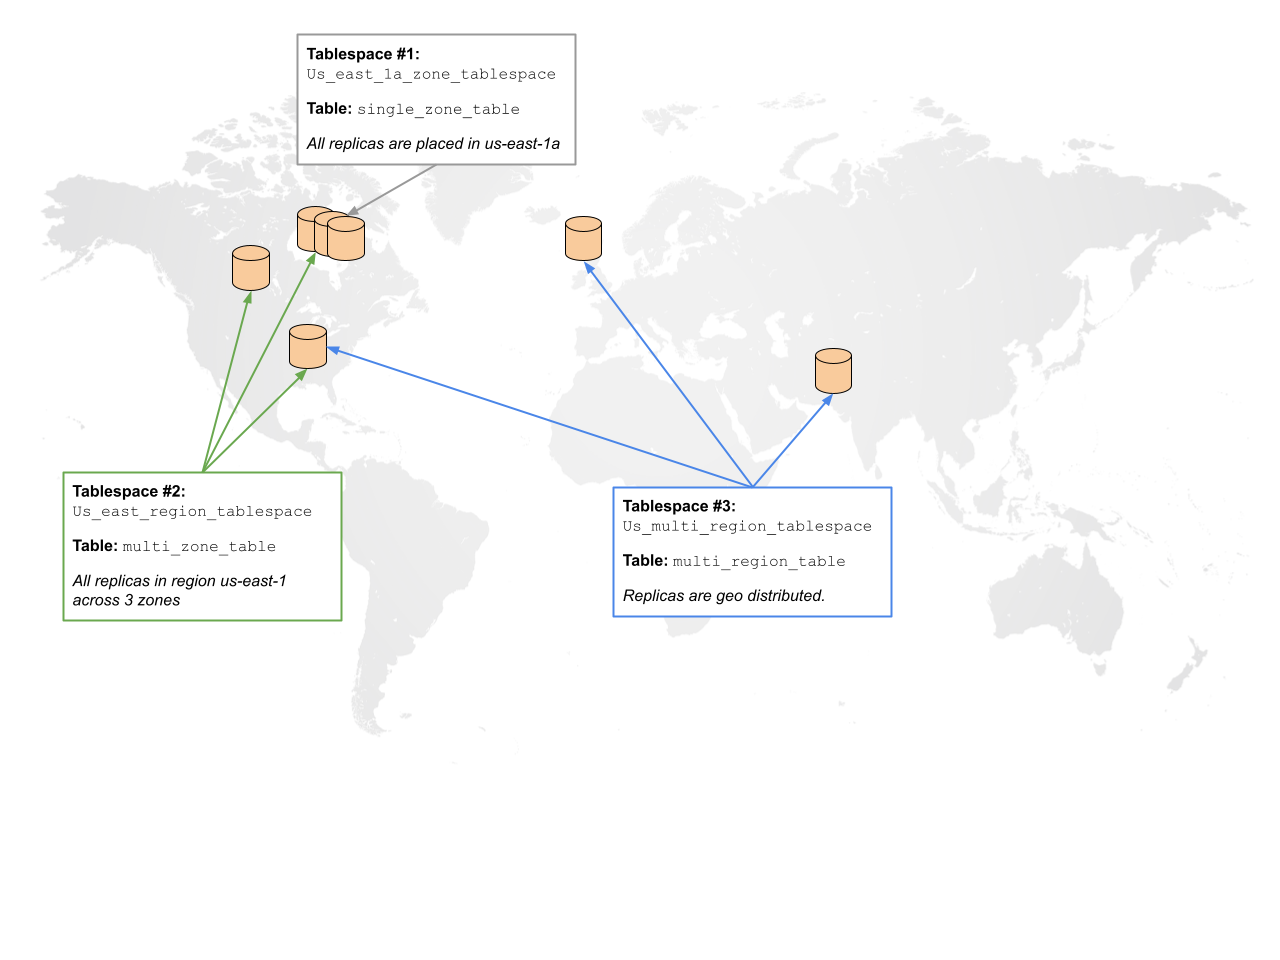 Tablespace #1:
Us_east_1a_zone_tablespace
Table: single_zone_table
All replicas are placed in us-east-1a
Tablespace #2:
Us_east_region_tablespace
Table: multi_zone_table
All replicas in region us-east-1
across 3 zones
Tablespace #3:
Us_multi_region_tablespace
Table: multi_region_table
Replicas are geo distributed.